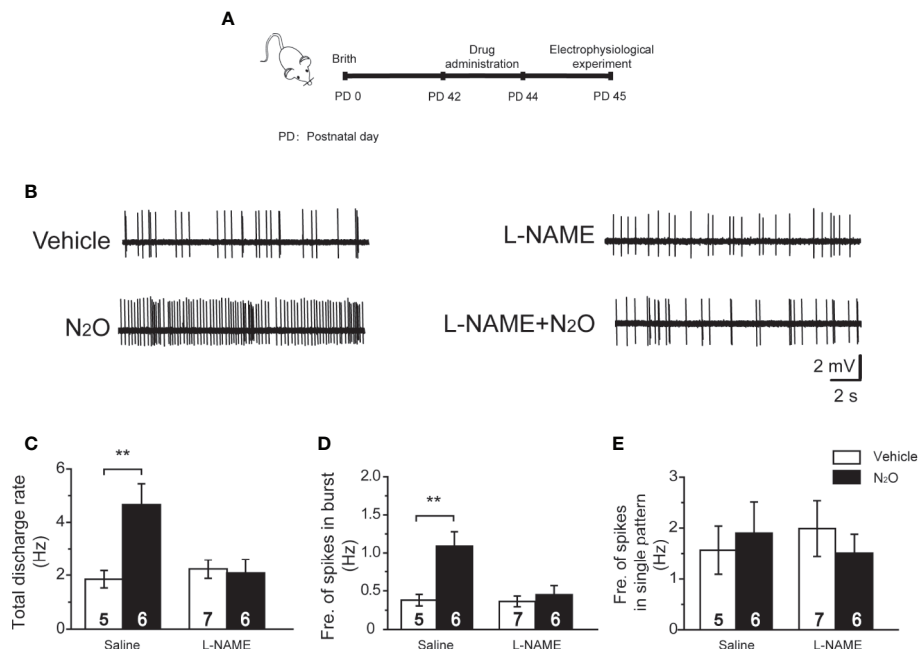 A
Brith
Drug
administration
Electrophysiological
experiment
PD 0
PD 42
PD 44
PD 45
PD: Postnatal day
B
Vehicle
L-NAME
N2O
L-NAME+N2O
2 mV
2 s
C
Total discharge rate
(Hz)
6
4
2
0
**
5
6
7
6
Saline
L-NAME
D
Fre. of spikes in burst
(Hz)
2.0
1.5
1.0
0.5
0
**
5
6
7
6
Saline
L-NAME
E
Fre. of spikes
in single pattern
(Hz)
3
2
1
0
5
6
7
6
Saline
L-NAME
Vehicle
N2O